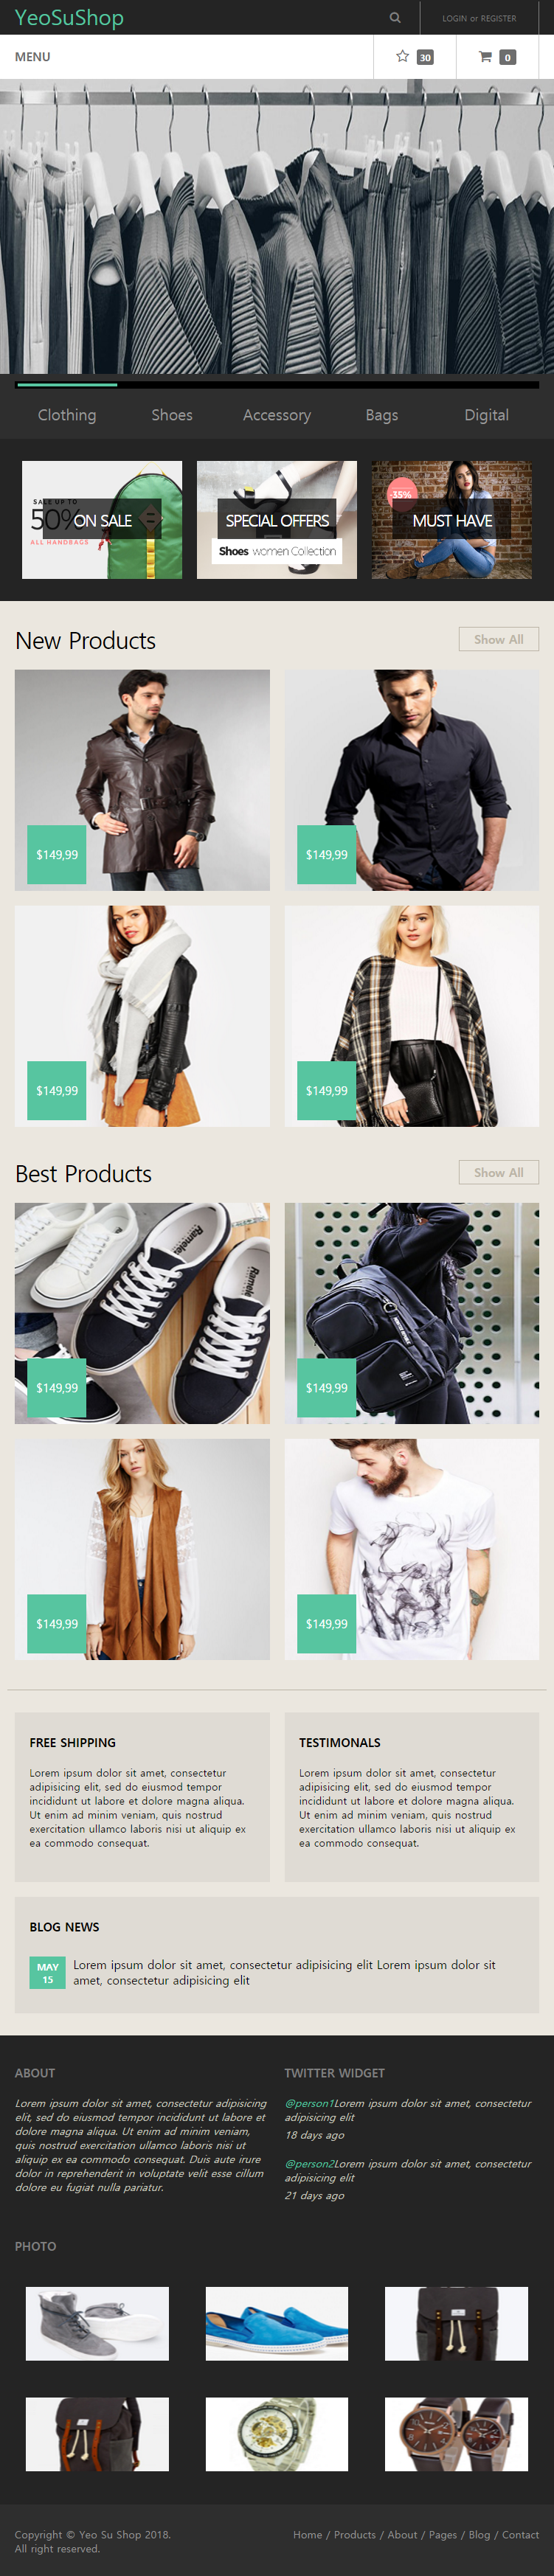 YeoSuShop
LOGIN or REGISTER
MENU
30
0
Clothing
Shoes
Accessory
Bags
Digital
SALE UP TO
50%
ALL HANDBAGS
ON SALE
SPECIAL OFFERS
Shoes women Collection
-35%
MUST HAVE
New Products
Show All
$149,99
$149,99
$149,99
$149,99
Best Products
Show All
$149,99
$149,99
$149,99
$149,99
FREE SHIPPING
Lorem ipsum dolor sit amet, consectetur
adipisicing elit, sed do eiusmod tempor
incididunt ut labore et dolore magna aliqua.
Ut enim ad minim veniam, quis nostrud
exercitation ullamco laboris nisi ut aliquip ex
ea commodo consequat.
TESTIMONALS
Lorem ipsum dolor sit amet, consectetur
adipisicing elit, sed do eiusmod tempor
incididunt ut labore et dolore magna aliqua.
Ut enim ad minim veniam, quis nostrud
exercitation ullamco laboris nisi ut aliquip ex
ea commodo consequat.
BLOG NEWS
MAY
15
Lorem ipsum dolor sit amet, consectetur adipisicing elit Lorem ipsum dolor sit
amet, consectetur adipisicing elit
ABOUT
Lorem ipsum dolor sit amet, consectetur adipisicing
elit, sed do eiusmod tempor incididunt ut labore et
dolore magna aliqua. Ut enim ad minim veniam,
quis nostrud exercitation ullamco laboris nisi ut
aliquip ex ea commodo consequat. Duis aute irure
dolor in reprehenderit in voluptate velit esse cillum
dolore eu fugiat nulla pariatur.
TWITTER WIDGET
@person1Lorem ipsum dolor sit amet, consectetur
adipisicing elit
18 days ago
@person2Lorem ipsum dolor sit amet, consectetur
adipisicing elit
21 days ago
PHOTO
Copyright © Yeo Su Shop 2018.
All right reserved.
Home / Products / About / Pages / Blog / Contact